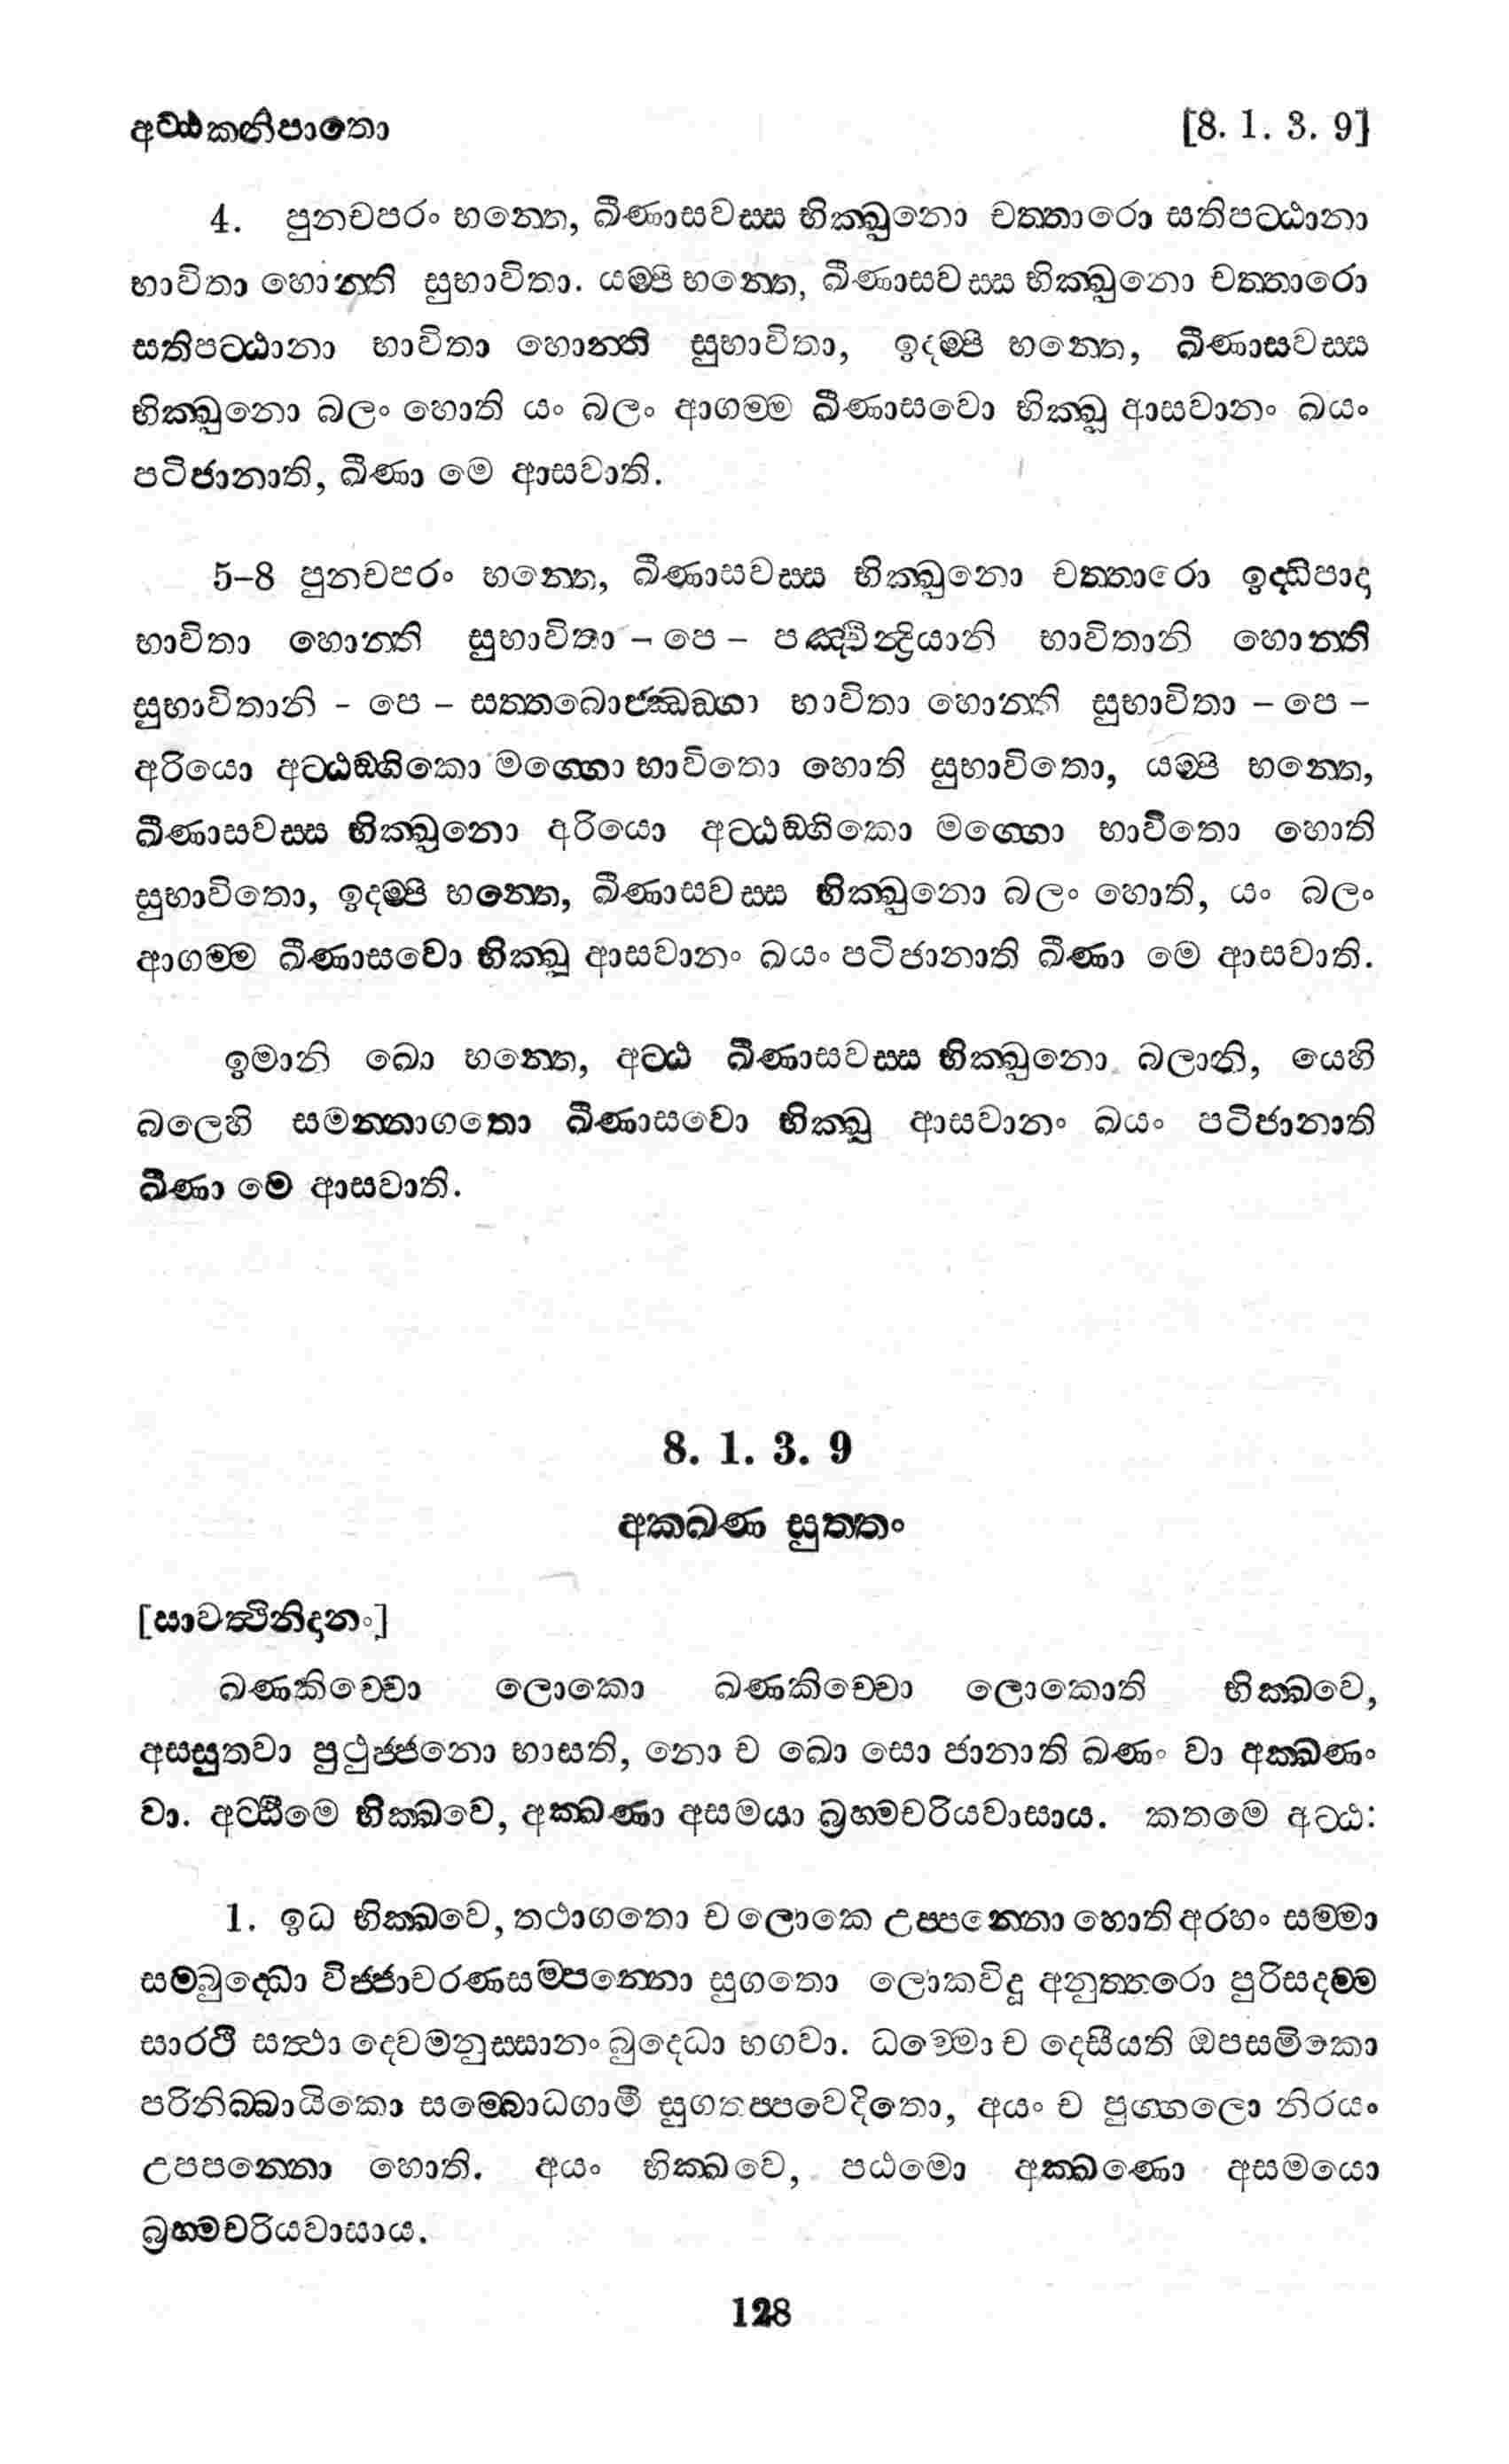 අට්ඨකනිපාතො [8. 1. 3. 9]
4. පුනචපරං භන්තෙ, ඛීණාසවස්ස භික්ඛුනො චත්තාරො සතිපට්ඨානා
භාවිතා හොන්ති සුභාවිතා. යම්පි භන්තෙ, ඛීණාසවස්ස භික්ඛුනො චත්තාරො
සතිපට්ඨානා භාවිතා හොන්ති සුභාවිතා, ඉදම්පි භන්තෙ, ඛීණාසවස්ස
භික්ඛුනො බලං හොති යං බලං ආගම්ම ඛීණාසවො භික්ඛූ ආසවානං ඛයං
පටිජානාති, ඛීණා මෙ ආසවාති.
5–8 පුනචපරං භන්තෙ, ඛීණාසවස්ස භික්ඛුනො චත්තාරො ඉද්ධිපාදා
භාවිතා හොන්ති සුභාවිතා – පෙ – පඤ්චින්ද්‍රියානි භාවිතානි හොන්ති
සුභාවිතානි – පෙ – සත්තබොජ්ඣඞ්ගා භාවිතා හොන්ති සුභාවිතා – පෙ –
අරියො අට්ඨඞ්ගිකො මග්ගො භාවිතො හොති සුභාවිතො, යම්පි භන්තෙ,
ඛීණාසවස්ස භික්ඛුනො අරියො අට්ඨඞ්ගිකො මග්ගො භාවිතො හොති
සුභාවිතො, ඉදම්පි භන්තෙ, ඛීණාසවස්ස භික්ඛුනො බලං හොති, යං බලං
ආගම්ම ඛීණාසවො භික්ඛූ ආසවානං ඛයං පටිජානාති ඛීණා මෙ ආසවාති.
ඉමානි ඛො භන්තෙ, අට්ඨ ඛීණාසවස්ස භික්ඛුනො බලානි, යෙහි
බලෙහි සමන්නාගතො ඛීණාසවො භික්ඛූ ආසවානං ඛයං පටිජානාති
ඛීණා මෙ ආසවාති.
8. 1. 3. 9
අක්ඛණ සුත්තං
[සාවත්ථිනිදානං]
ඛණකිච්චො ලොකො ඛණකිච්චො ලොකොති භික්ඛවෙ,
අස්සුතවා පුථුජ්ජනො භාසති, නො ච ඛො සො ජානාති ඛණං වා අක්ඛණං
වා. අට්ඨිමෙ භික්ඛවෙ, අක්ඛණා අසමයා බ්‍රහ්මචරියවාසාය. කතමෙ අට්ඨ:
1. ඉධ භික්ඛවෙ, තථාගතො ච ලොකෙ උප්පන්නො හොති අරහං සම්මා
සම්බුද්ධො විජ්ජාචරණසම්පන්නො සුගතො ලොකවිදූ අනුත්තරො පුරිසදම්ම
සාරථි සත්ථා දෙවමනුස්සානං බුද්ධො භගවා. ධම්මො ච දෙසීයති ඔපසමිකො
පරිනිබ්බායිකො සම්බොධගාමී සුගතප්පවෙදිතො, අයං ච පුග්ගලො නිරයං
උපපන්නො හොති. අයං භික්ඛවෙ, පඨමො අක්ඛණො අසමයො
බ්‍රහ්මචරියවාසාය.
128